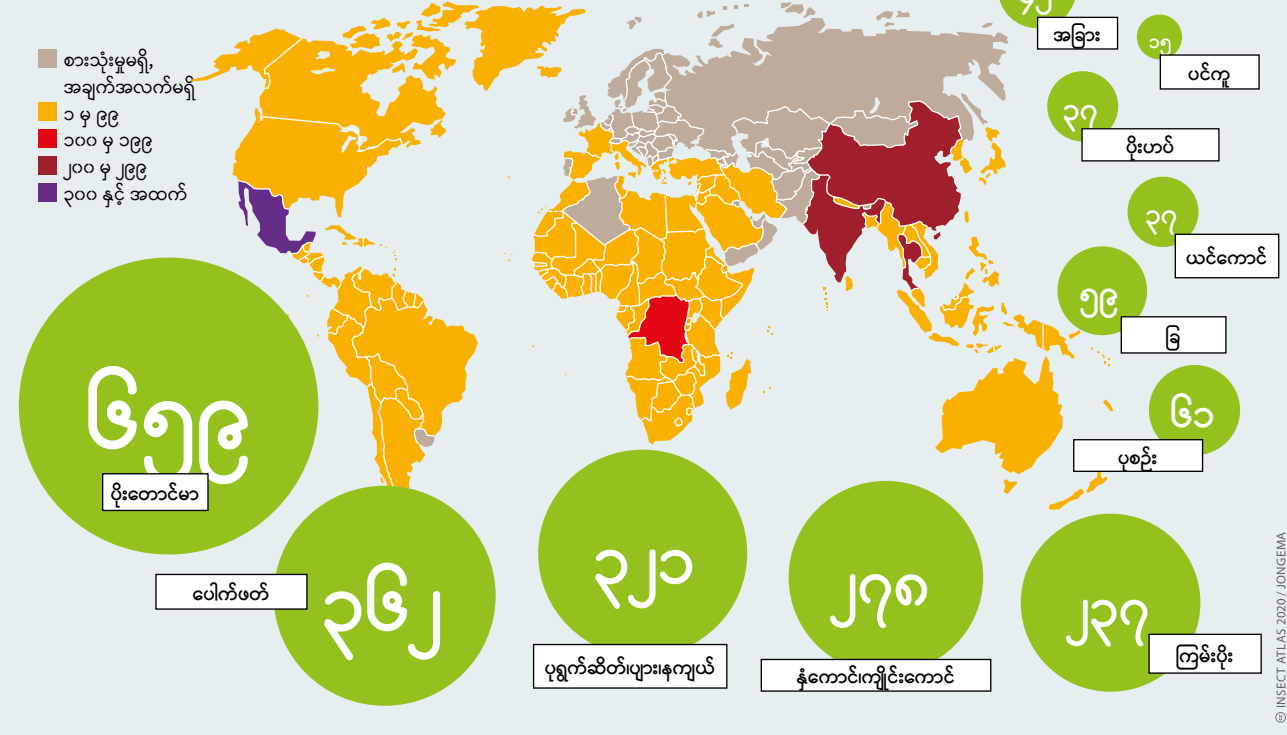 စားသုံးမှုမရှိ,
အချက်အလက်မရှိ
၁ မှ ၉၉
၁၀၀ မှ ၁၉၉
၂၀၀ မှ ၂၉၉
၃၀၀ နှင့် အထက်
အခြား
၁၅
ပင်ကူ
၃၇
ပိုးဟပ်
၃၇
ယင်ကောင်
၅၉
ခြ
၆၁
ပုစဉ်း
၆၅၉
ပိုးတောင်မာ
၃၆၂
ပေါက်ဖတ်
၃၂၁
ပုရွက်ဆိတ်၊ပျား၊နကျယ်
၂၇၈
နှံကောင်၊ကျိုင်းကောင်
၂၃၇
ကြမ်းပိုး
© INSECT ATLAS 2020 / JONGEMA